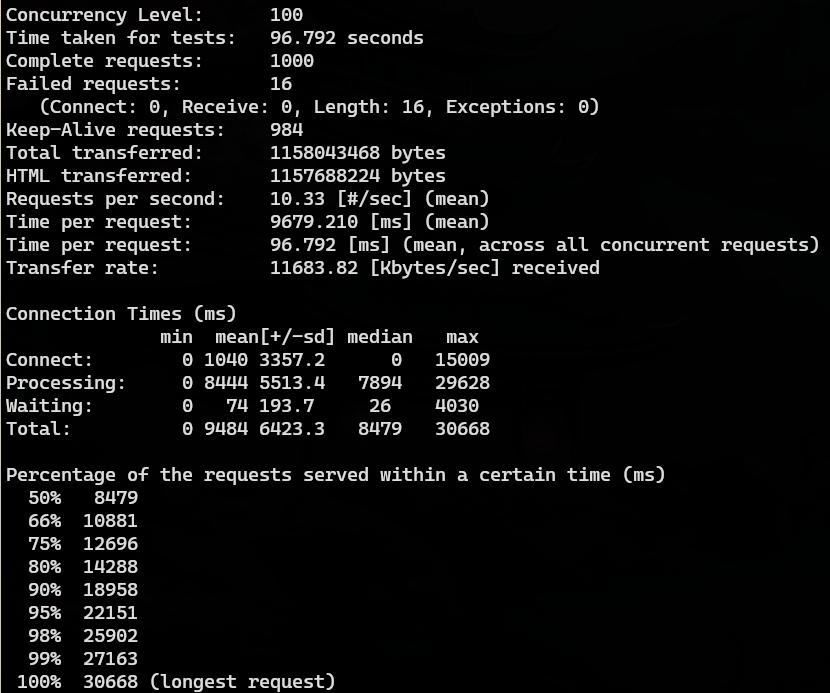 Concurrency Level:      100
Time taken for tests:   96.792 seconds
Complete requests:      1000
Failed requests:        16
   (Connect: 0, Receive: 0, Length: 16, Exceptions: 0)
Keep-Alive requests:    984
Total transferred:      1158043468 bytes
HTML transferred:       1157688224 bytes
Requests per second:    10.33 [#/sec] (mean)
Time per request:       9679.210 [ms] (mean)
Time per request:       96.792 [ms] (mean, across all concurrent requests)
Transfer rate:          11683.82 [Kbytes/sec] received

Connection Times (ms)
              min  mean[+/-sd] median   max
Connect:        0 1040 3357.2      0   15009
Processing:     0 8444 5513.4   7894   29628
Waiting:        0   74 193.7     26    4030
Total:          0 9484 6423.3   8479   30668

Percentage of the requests served within a certain time (ms)
  50%   8479
  66%  10881
  75%  12696
  80%  14288
  90%  18958
  95%  22151
  98%  25902
  99%  27163
 100%  30668 (longest request)